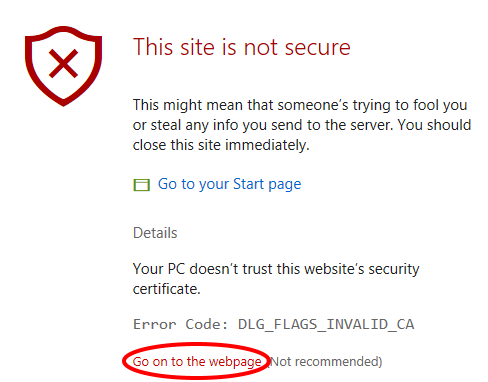 This site is not secure
This might mean that someone’s trying to fool you
or steal any info you send to the server. You should
close this site immediately.
Go to your Start page
Details
Your PC doesn’t trust this website’s security
certificate.
Error Code: DLG_FLAGS_INVALID_CA
Go on to the webpage (Not recommended)